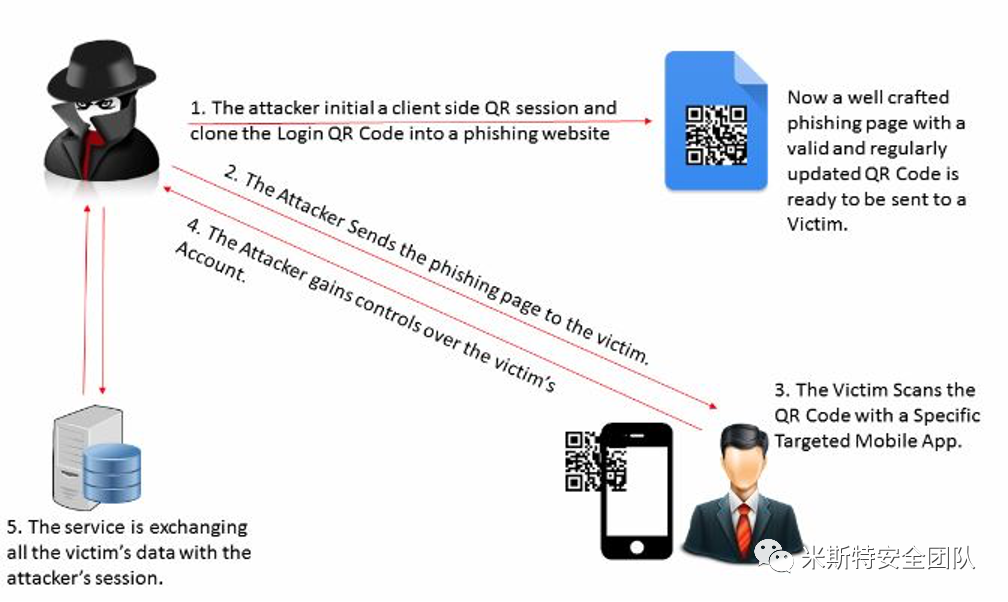 1. The attacker initial a client side QR session and
clone the Login QR Code into a phishing website
Now a well crafted
phishing page with a
valid and regularly
updated QR Code is
ready to be sent to a
Victim.
2. The Attacker Sends the phishing page to the victim.
4. The Attacker gains controls over the victim's
Account.
3. The Victim Scans the
QR Code with a Specific
Targeted Mobile App.
5. The service is exchanging
all the victim's data with the
attacker's session.
米斯特安全团队